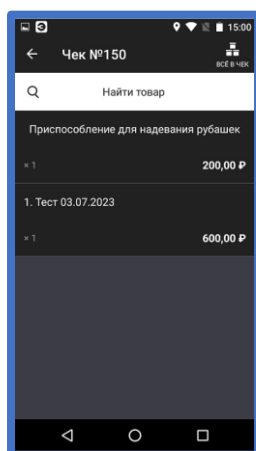 15:00
Чек №150
ВСЁ В ЧЕК
Найти товар
Приспособление для надевания рубашек
× 1
200,00 ₽
1. Тест 03.07.2023
× 1
600,00 ₽